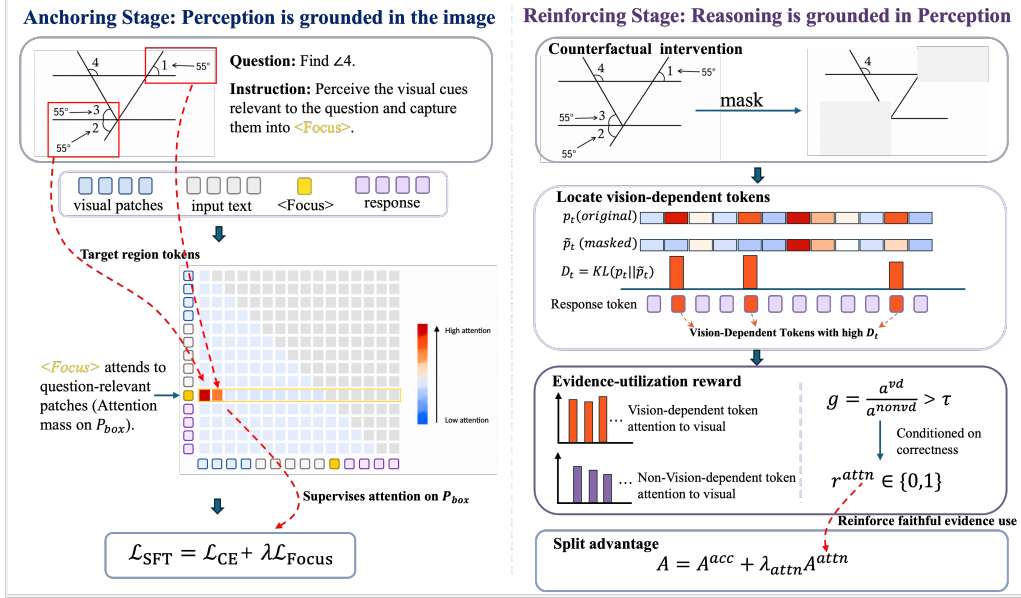 Anchoring Stage: Perception is grounded in the image
4
1
55°
55°
3
2
55°
Question: Find ∠4.
Instruction: Perceive the visual cues
relevant to the question and capture
them into <Focus>.
visual patches
input text
<Focus>
response
Target region tokens
High attention
Low attention
<Focus> attends to
question-relevant
patches (Attention
mass on P_box).
Supervises attention on P_box
ℒ_SFT = ℒ_CE + λℒ_Focus
Reinforcing Stage: Reasoning is grounded in Perception
Counterfactual intervention
4
1
55°
55°
3
2
55°
mask
4
Locate vision-dependent tokens
p_t(original)
p̃_t (masked)
D_t = KL(p_t||p̃_t)
Response token
Vision-Dependent Tokens with high D_t
Evidence-utilization reward
... Vision-dependent token
attention to visual
... Non-Vision-dependent token
attention to visual
g = a^vd / a^nonvd > τ
Conditioned on
correctness
r^attn ∈ {0,1}
Reinforce faithful evidence use
Split advantage
A = A^acc + λ_attn A^attn